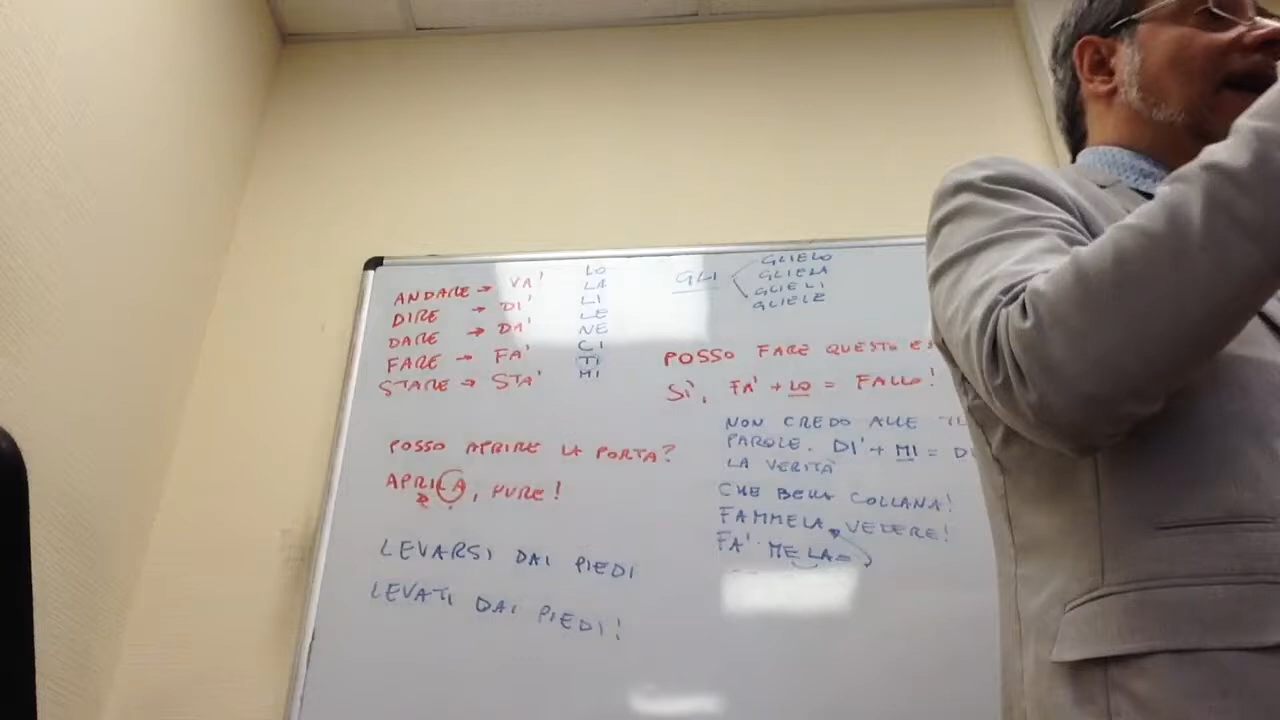 ANDARE → VA'
DIRE → DI'
DARE → DA'
FARE → FA'
STARE → STA'
LO
LA
LI
LE
NE
CI
TI
MI
GLI
GLIELO
GLIELA
GLIELI
GLIELE
POSSO APRIRE LA PORTA?
APRILA, PURE!
LEVARSI DAI PIEDI
LEVATI DAI PIEDI!
POSSO FARE QUESTO
SÌ, FA' + LO = FALLO!
NON CREDO ALLE
PAROLE. DI' + MI =
LA VERITÀ
CHE BELLA COLLANA!
FAMMELA VEDERE!
FA' ME LA =